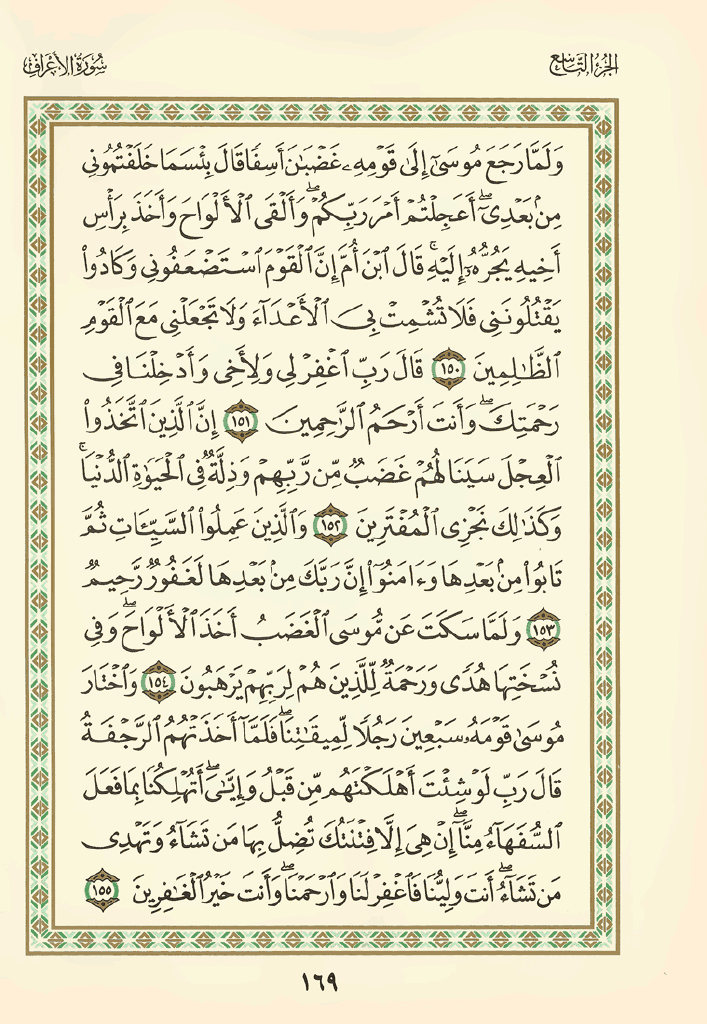 الجزء التاسع
سورة الأعراف
وَلَمَّا رَجَعَ مُوسَىٰٓ إِلَىٰ قَوْمِهِۦ غَضْبَٰنَ أَسِفًا قَالَ بِئْسَمَا خَلَفْتُمُونِى
مِنۢ بَعْدِىٓ ۖ أَعَجِلْتُمْ أَمْرَ رَبِّكُمْ ۖ وَأَلْقَى ٱلْأَلْوَاحَ وَأَخَذَ بِرَأْسِ
أَخِيهِ يَجُرُّهُۥٓ إِلَيْهِ ۚ قَالَ ٱبْنَ أُمَّ إِنَّ ٱلْقَوْمَ ٱسْتَضْعَفُونِى وَكَادُوا۟
يَقْتُلُونَنِى فَلَا تُشْمِتْ بِىَ ٱلْأَعْدَآءَ وَلَا تَجْعَلْنِى مَعَ ٱلْقَوْمِ
ٱلظَّٰلِمِينَ ١٥٠ قَالَ رَبِّ ٱغْفِرْ لِى وَلِأَخِى وَأَدْخِلْنَا فِى
رَحْمَتِكَ ۖ وَأَنتَ أَرْحَمُ ٱلرَّٰحِمِينَ ١٥١ إِنَّ ٱلَّذِينَ ٱتَّخَذُوا۟
ٱلْعِجْلَ سَيَنَالُهُمْ غَضَبٌ مِّن رَّبِّهِمْ وَذِلَّةٌ فِى ٱلْحَيَوٰةِ ٱلدُّنْيَا ۚ
وَكَذَٰلِكَ نَجْزِى ٱلْمُفْتَرِينَ ١٥٢ وَٱلَّذِينَ عَمِلُوا۟ ٱلسَّيِّـَٔاتِ ثُمَّ
تَابُوا۟ مِنۢ بَعْدِهَا وَءَامَنُوٓا۟ إِنَّ رَبَّكَ مِنۢ بَعْدِهَا لَغَفُورٌ رَّحِيمٌ
١٥٣ وَلَمَّا سَكَتَ عَن مُّوسَى ٱلْغَضَبُ أَخَذَ ٱلْأَلْوَاحَ ۖ وَفِى
نُسْخَتِهَا هُدًى وَرَحْمَةٌ لِّلَّذِينَ هُمْ لِرَبِّهِمْ يَرْهَبُونَ ١٥٤ وَٱخْتَارَ
مُوسَىٰ قَوْمَهُۥ سَبْعِينَ رَجُلًا لِّمِيقَٰتِنَا ۖ فَلَمَّآ أَخَذَتْهُمُ ٱلرَّجْفَةُ
قَالَ رَبِّ لَوْ شِئْتَ أَهْلَكْتَهُم مِّن قَبْلُ وَإِيَّٰىَ ۖ أَتُهْلِكُنَا بِمَا فَعَلَ
ٱلسُّفَهَآءُ مِنَّآ ۖ إِنْ هِىَ إِلَّا فِتْنَتُكَ تُضِلُّ بِهَا مَن تَشَآءُ وَتَهْدِى
مَن تَشَآءُ ۖ أَنتَ وَلِيُّنَا فَٱغْفِرْ لَنَا وَٱرْحَمْنَا ۖ وَأَنتَ خَيْرُ ٱلْغَٰفِرِينَ ١٥٥
١٦٩